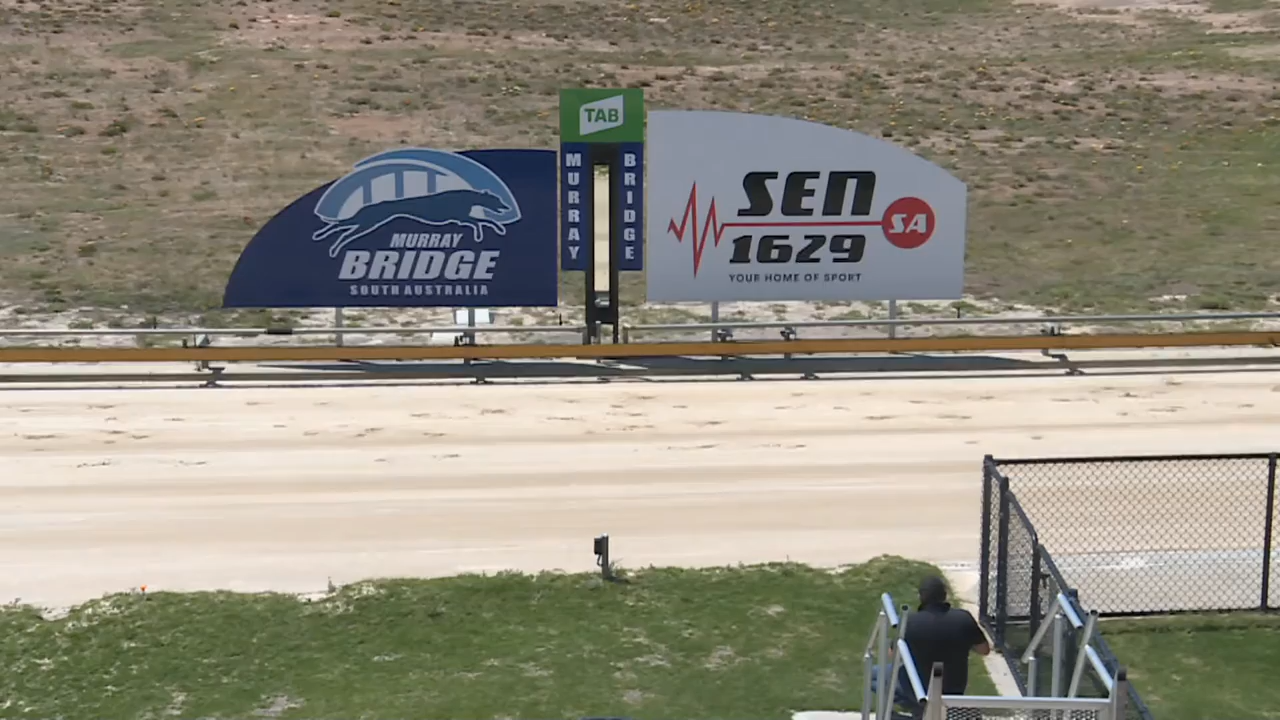 TAB
MURRAY
BRIDGE
MURRAY
BRIDGE
SOUTH AUSTRALIA
SEN
SA
1629
YOUR HOME OF SPORT